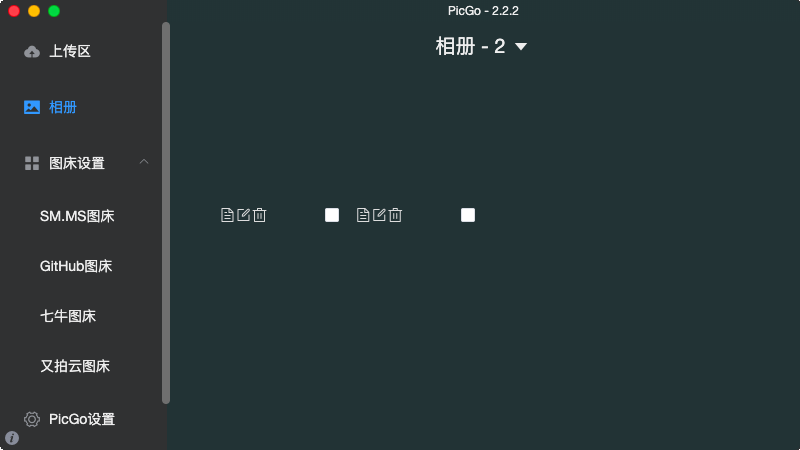 PicGo - 2.2.2
上传区
相册 - 2
相册
图床设置
SM.MS图床
GitHub图床
七牛图床
又拍云图床
PicGo设置